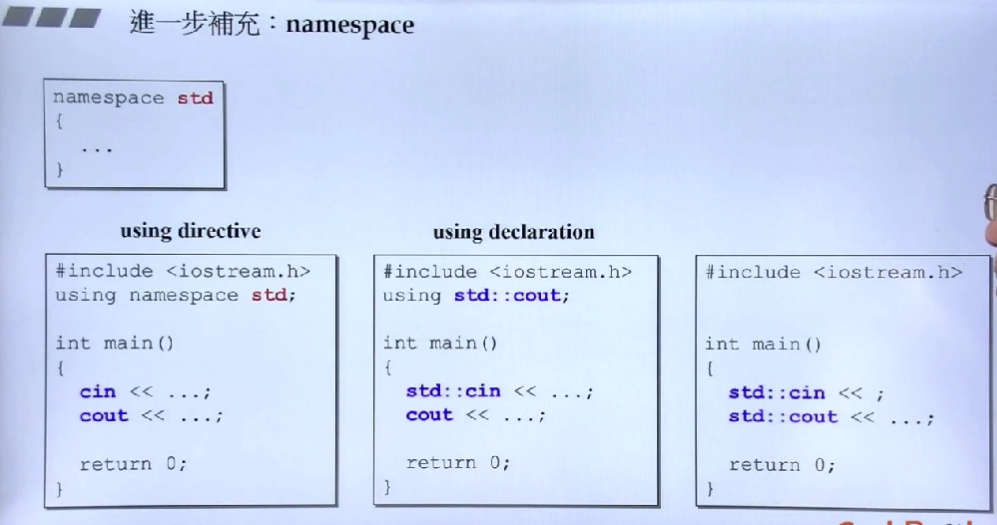 進一步補充：namespace
namespace std
{
...
}
using directive
#include <iostream.h>
using namespace std;
int main()
{
cin << ...;
cout << ...;
return 0;
}
using declaration
#include <iostream.h>
using std::cout;
int main()
{
std::cin << ...;
cout << ...;
return 0;
}
#include <iostream.h>
int main()
{
std::cin << ;
std::cout << ...;
return 0;
}